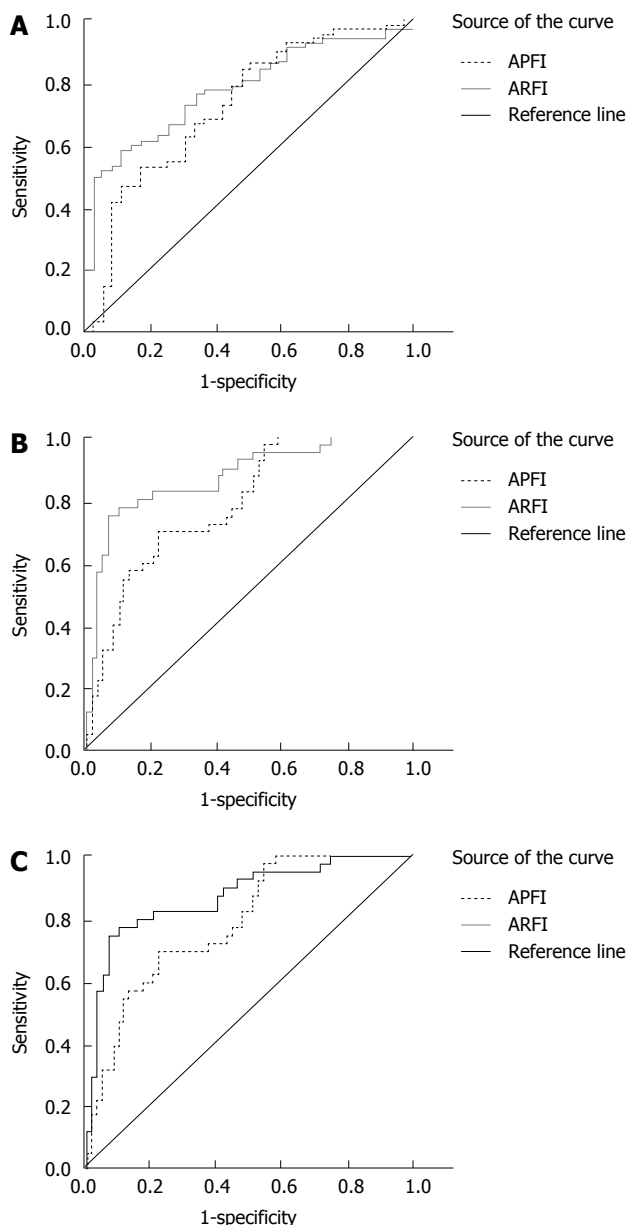 A
Source of the curve
APFI
ARFI
Reference line
Sensitivity
1.0
0.8
0.6
0.4
0.2
0.0
0.0 0.2 0.4 0.6 0.8 1.0
1-specificity
B
Source of the curve
APFI
ARFI
Reference line
Sensitivity
1.0
0.8
0.6
0.4
0.2
0.0
0.0 0.2 0.4 0.6 0.8 1.0
1-specificity
C
Source of the curve
APFI
ARFI
Reference line
Sensitivity
1.0
0.8
0.6
0.4
0.2
0.0
0.0 0.2 0.4 0.6 0.8 1.0
1-specificity